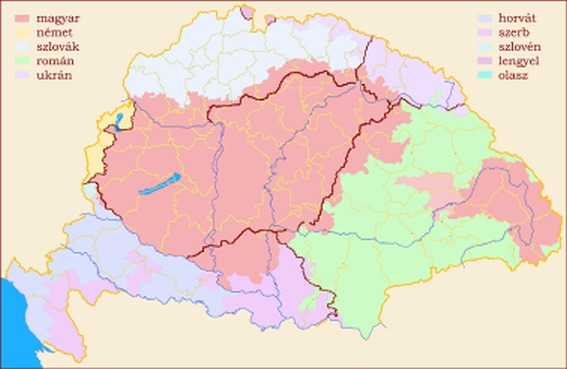 magyar
német
szlovák
román
ukrán
horvát
szerb
szlovén
lengyel
olasz